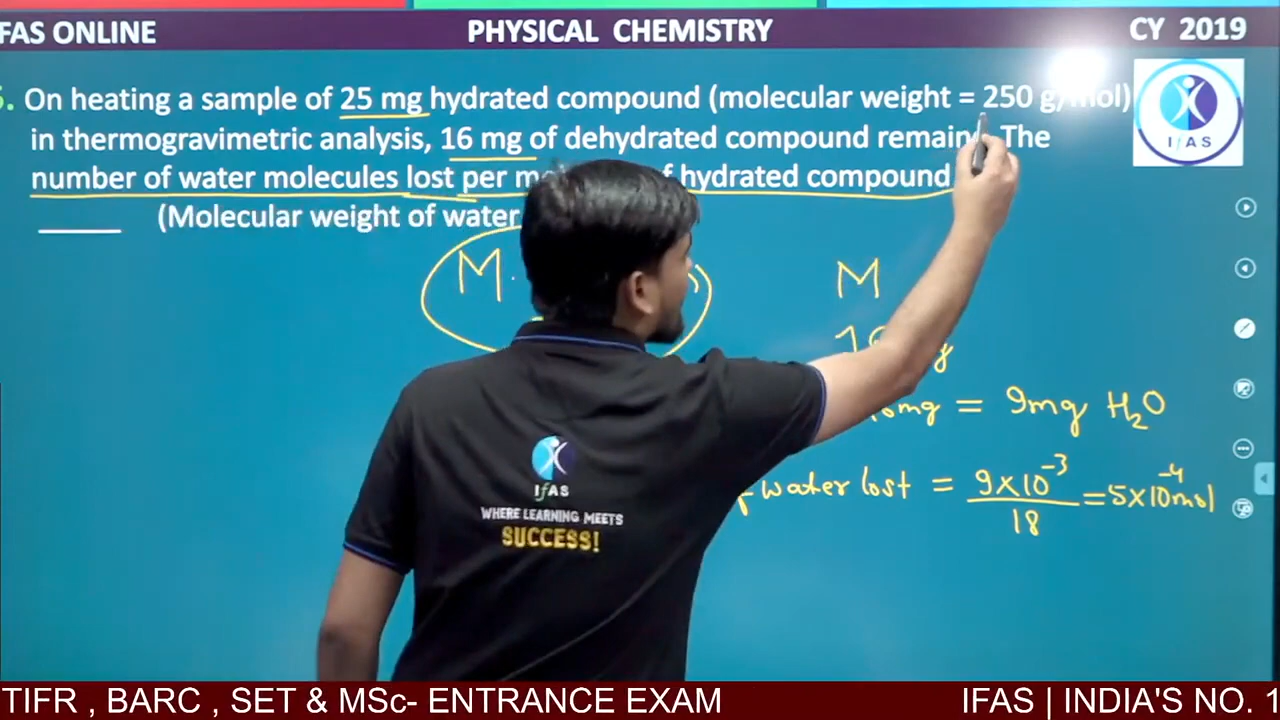 FAS ONLINE PHYSICAL CHEMISTRY CY 2019
. On heating a sample of 25 mg hydrated compound (molecular weight = 250 g/mol)
in thermogravimetric analysis, 16 mg of dehydrated compound remain The
number of water molecules lost per hydrated compound
(Molecular weight of water
IfAS
M. M
mg = 9mg H₂O
water lost = 9×10⁻³/18 = 5×10⁻⁴ mol
IfAS
WHERE LEARNING MEETS
SUCCESS!
TIFR , BARC , SET & MSc- ENTRANCE EXAM IFAS | INDIA'S NO. 1